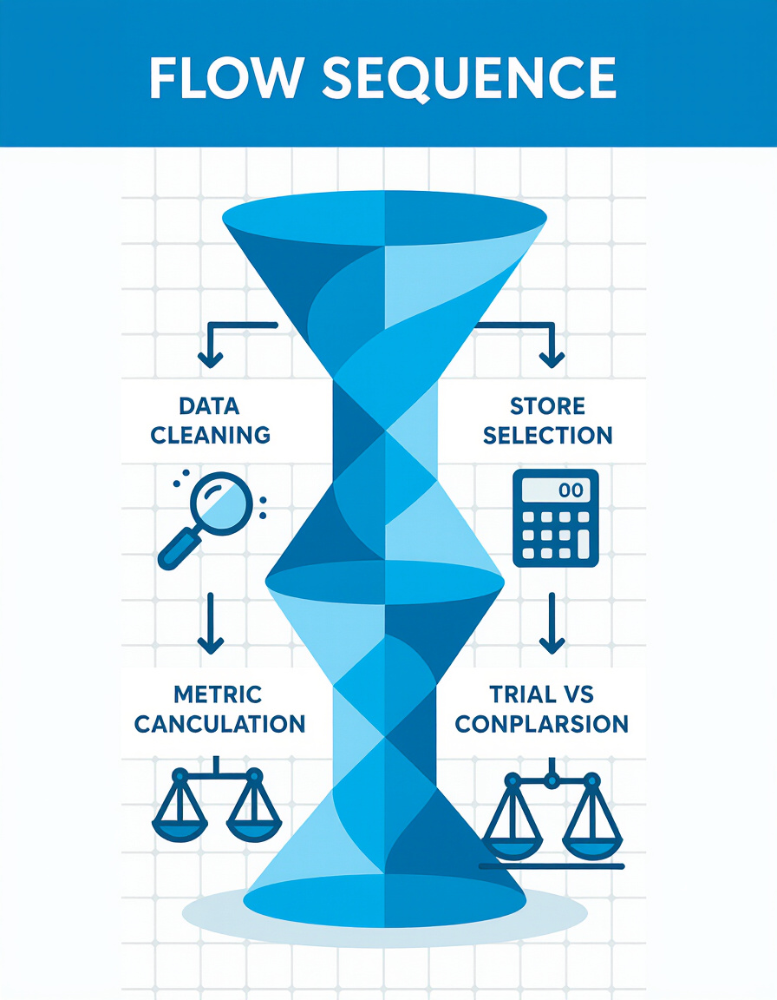 FLOW SEQUENCE
DATA
CLEANING
STORE
SELECTION
00
METRIC
CANCULATION
TRIAL VS
CONPLARSION